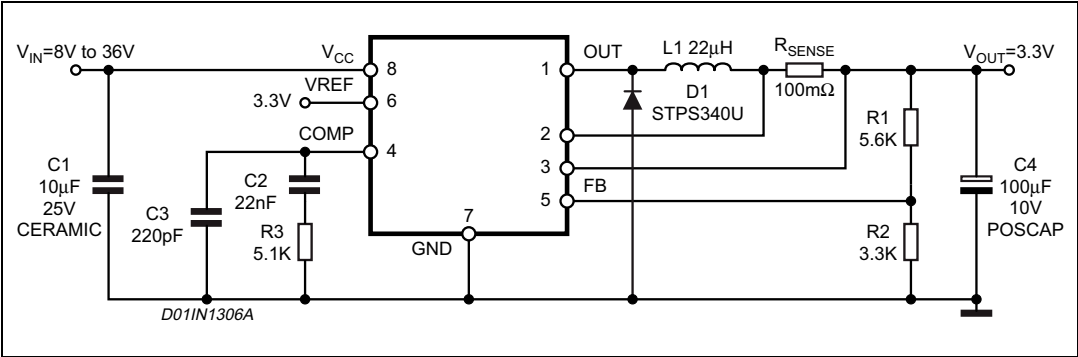 V_IN=8V to 36V
V_CC
8
VREF
3.3V
6
COMP
4
C1
10μF
25V
CERAMIC
C3
220pF
C2
22nF
R3
5.1K
7
GND
D01IN1306A
OUT
1
L1 22μH
R_SENSE
100mΩ
V_OUT=3.3V
D1
STPS340U
2
3
FB
5
R1
5.6K
R2
3.3K
C4
100μF
10V
POSCAP